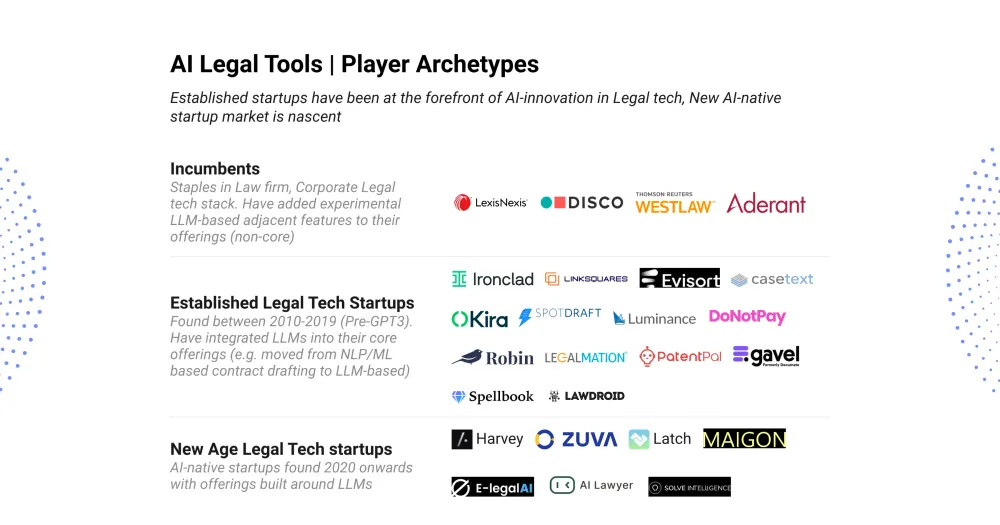 AI Legal Tools | Player Archetypes
Established startups have been at the forefront of AI-innovation in Legal tech, New AI-native
startup market is nascent
Incumbents
Staples in Law firm, Corporate Legal
tech stack. Have added experimental
LLM-based adjacent features to their
offerings (non-core)
LexisNexis
DISCO
THOMSON REUTERS
WESTLAW
Aderant
Established Legal Tech Startups
Found between 2010-2019 (Pre-GPT3).
Have integrated LLMs into their core
offerings (e.g. moved from NLP/ML
based contract drafting to LLM-based)
Ironclad
LINKSQUARES
Evisort
casetext
Kira
SPOTDRAFT
Luminance
DoNotPay
Robin
LEGALMATION
PatentPal
gavel
Formerly Documate
Spellbook
LAWDROID
New Age Legal Tech startups
AI-native startups found 2020 onwards
with offerings built around LLMs
Harvey
ZUVA
Latch
MAIGON
E-legalAI
AI Lawyer
SOLVE INTELLIGENCE